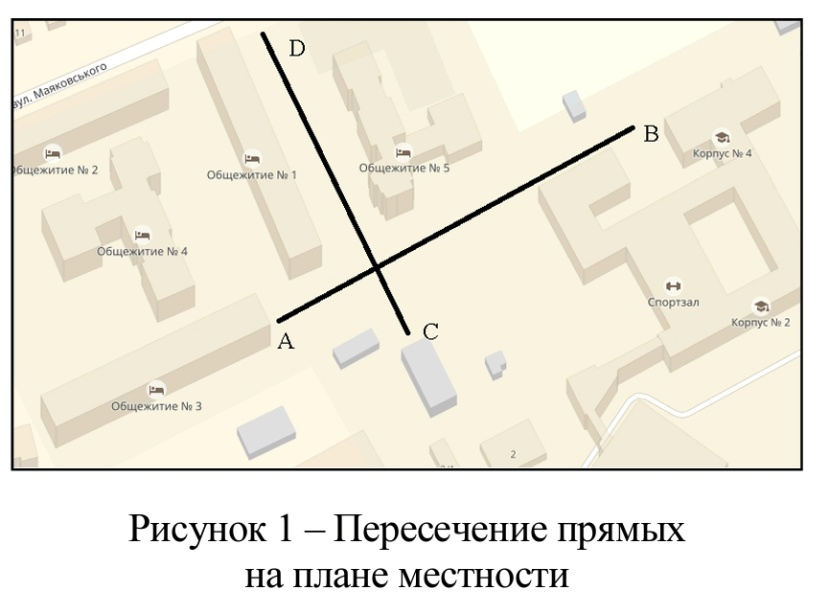 11
D
ул. Маяковського
B
Корпус № 4
Общежитие № 2
Общежитие № 1
Общежитие № 5
Общежитие № 4
Спортзал
Корпус № 2
A
C
Общежитие № 3
2
Рисунок 1 – Пересечение прямых
на плане местности